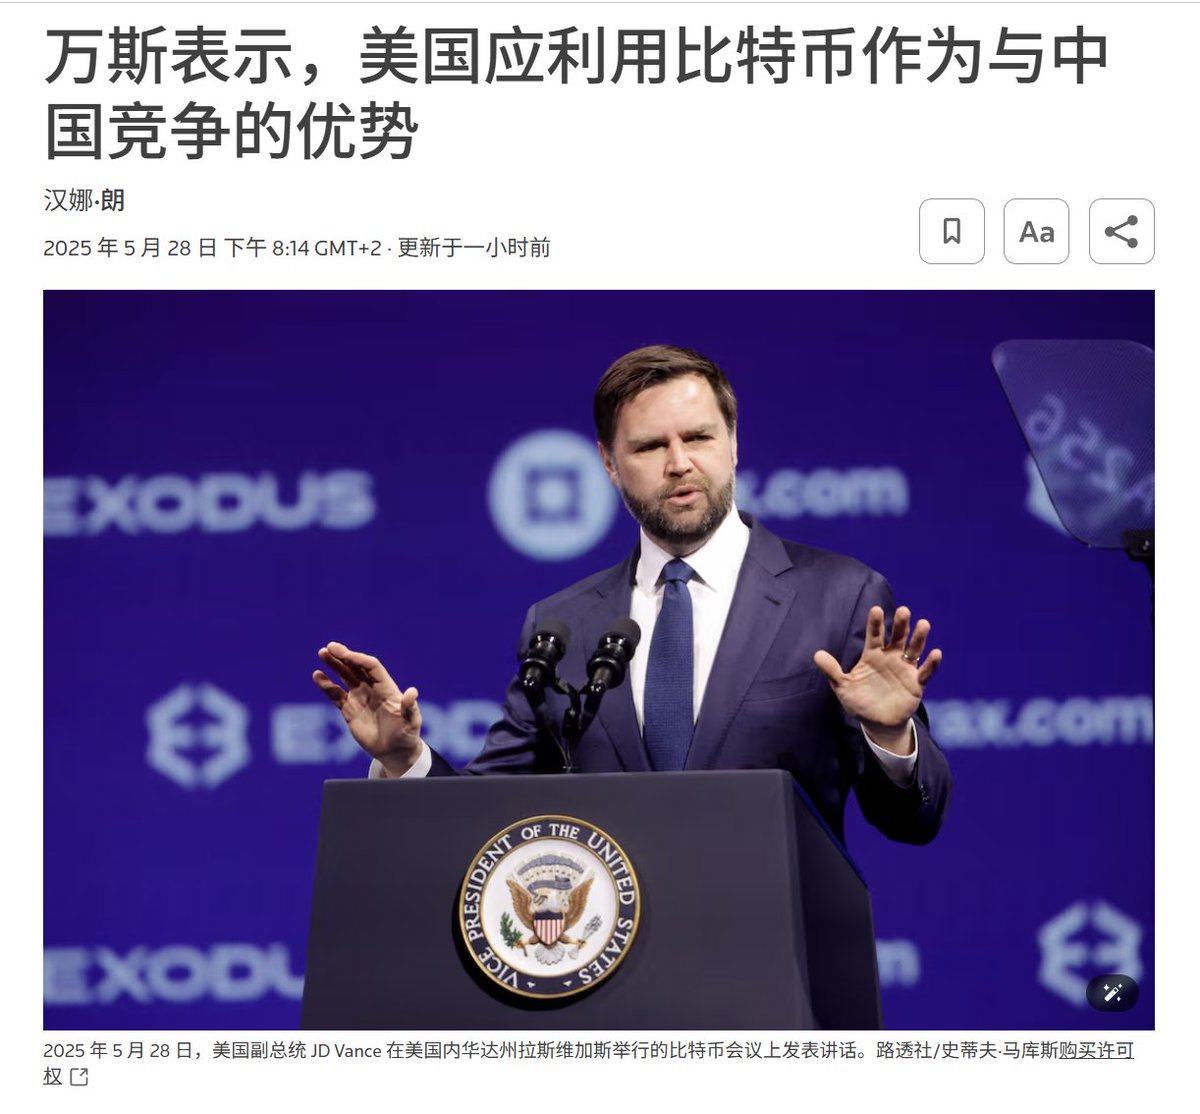 万斯表示，美国应利用比特币作为与中
国竞争的优势
汉娜·朗
2025 年 5 月 28 日 下午 8:14 GMT+2 · 更新于一小时前
Aa
EXODUS
.com
EXODUS
ax.com
VICE PRESIDENT OF THE UNITED STATES
EXODU
m
2025 年 5 月 28 日，美国副总统 JD Vance 在美国内华达州拉斯维加斯举行的比特币会议上发表讲话。路透社/史蒂夫·马库斯购买许可
权